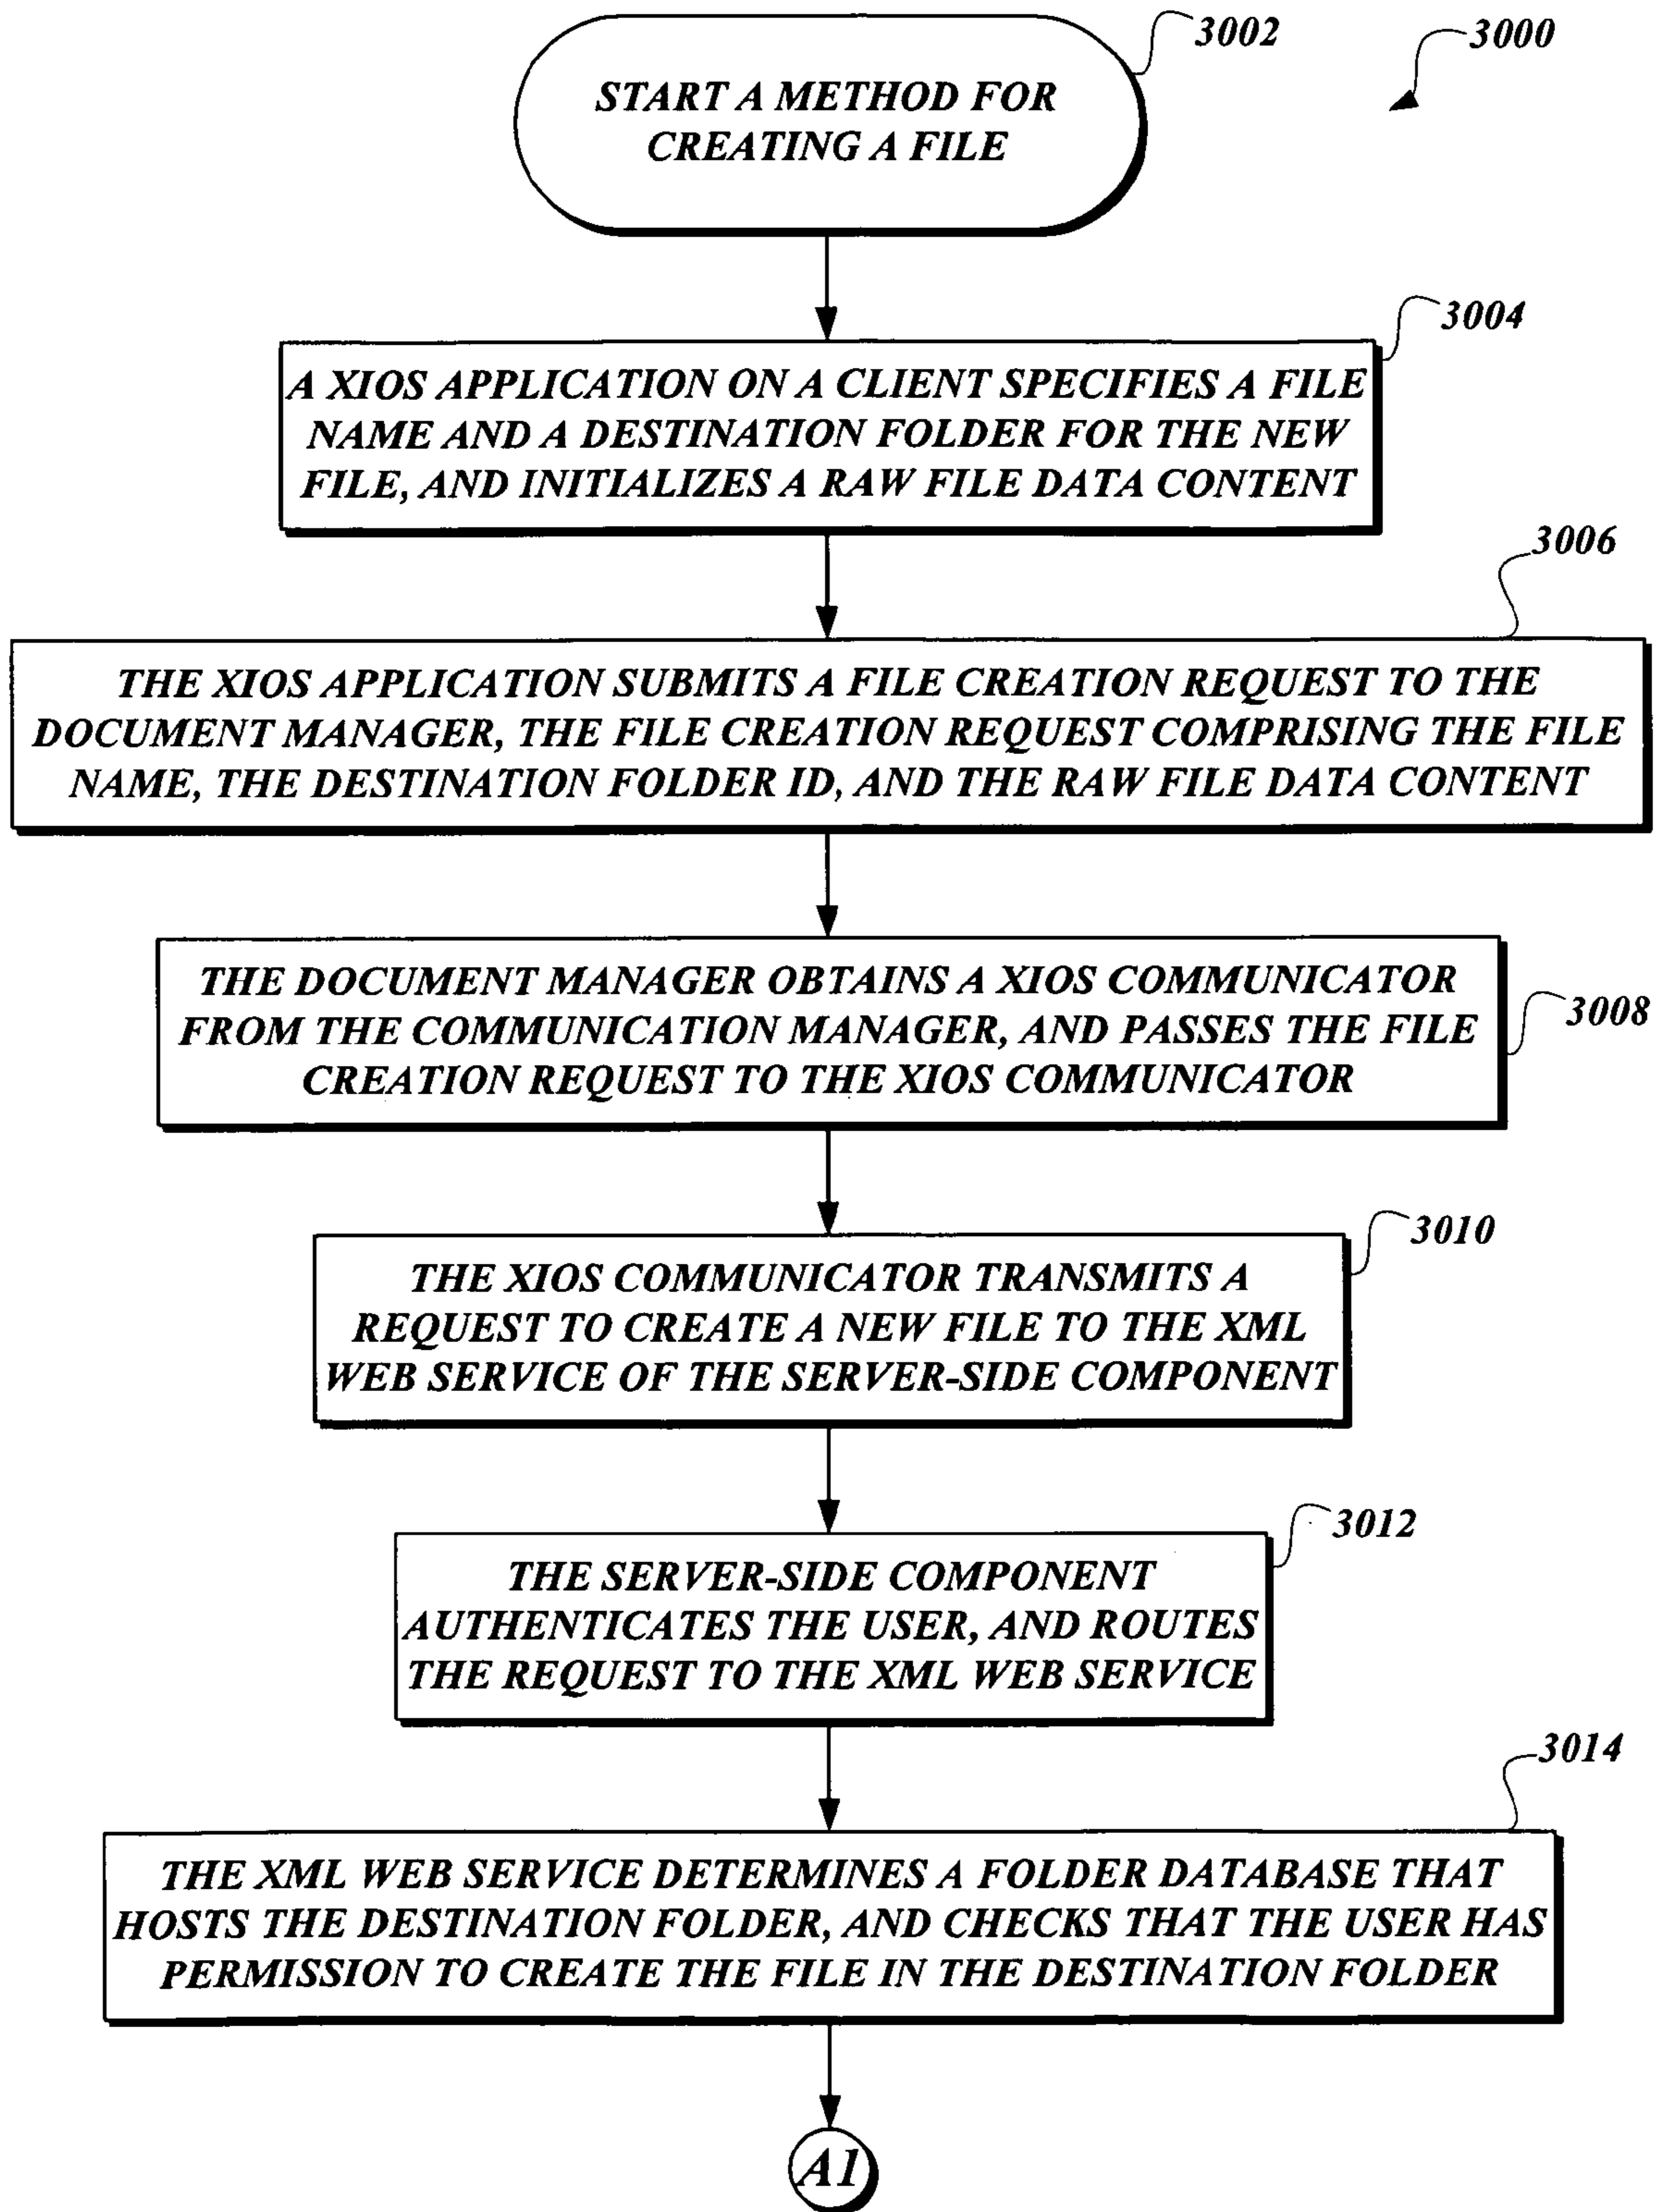 3002
3000
START A METHOD FOR
CREATING A FILE
3004
A XIOS APPLICATION ON A CLIENT SPECIFIES A FILE
NAME AND A DESTINATION FOLDER FOR THE NEW
FILE, AND INITIALIZES A RAW FILE DATA CONTENT
3006
THE XIOS APPLICATION SUBMITS A FILE CREATION REQUEST TO THE
DOCUMENT MANAGER, THE FILE CREATION REQUEST COMPRISING THE FILE
NAME, THE DESTINATION FOLDER ID, AND THE RAW FILE DATA CONTENT
3008
THE DOCUMENT MANAGER OBTAINS A XIOS COMMUNICATOR
FROM THE COMMUNICATION MANAGER, AND PASSES THE FILE
CREATION REQUEST TO THE XIOS COMMUNICATOR
3010
THE XIOS COMMUNICATOR TRANSMITS A
REQUEST TO CREATE A NEW FILE TO THE XML
WEB SERVICE OF THE SERVER-SIDE COMPONENT
3012
THE SERVER-SIDE COMPONENT
AUTHENTICATES THE USER, AND ROUTES
THE REQUEST TO THE XML WEB SERVICE
3014
THE XML WEB SERVICE DETERMINES A FOLDER DATABASE THAT
HOSTS THE DESTINATION FOLDER, AND CHECKS THAT THE USER HAS
PERMISSION TO CREATE THE FILE IN THE DESTINATION FOLDER
A1